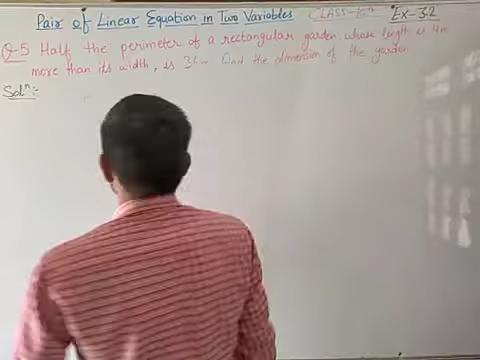 Pair of Linear Equation in Two Variables CLASS-10th EX-3.2
Q-5 Half the perimeter of a rectangular garden, whose length is 4m
more than its width, is 36m. Find the dimension of the garden
Solⁿ:-